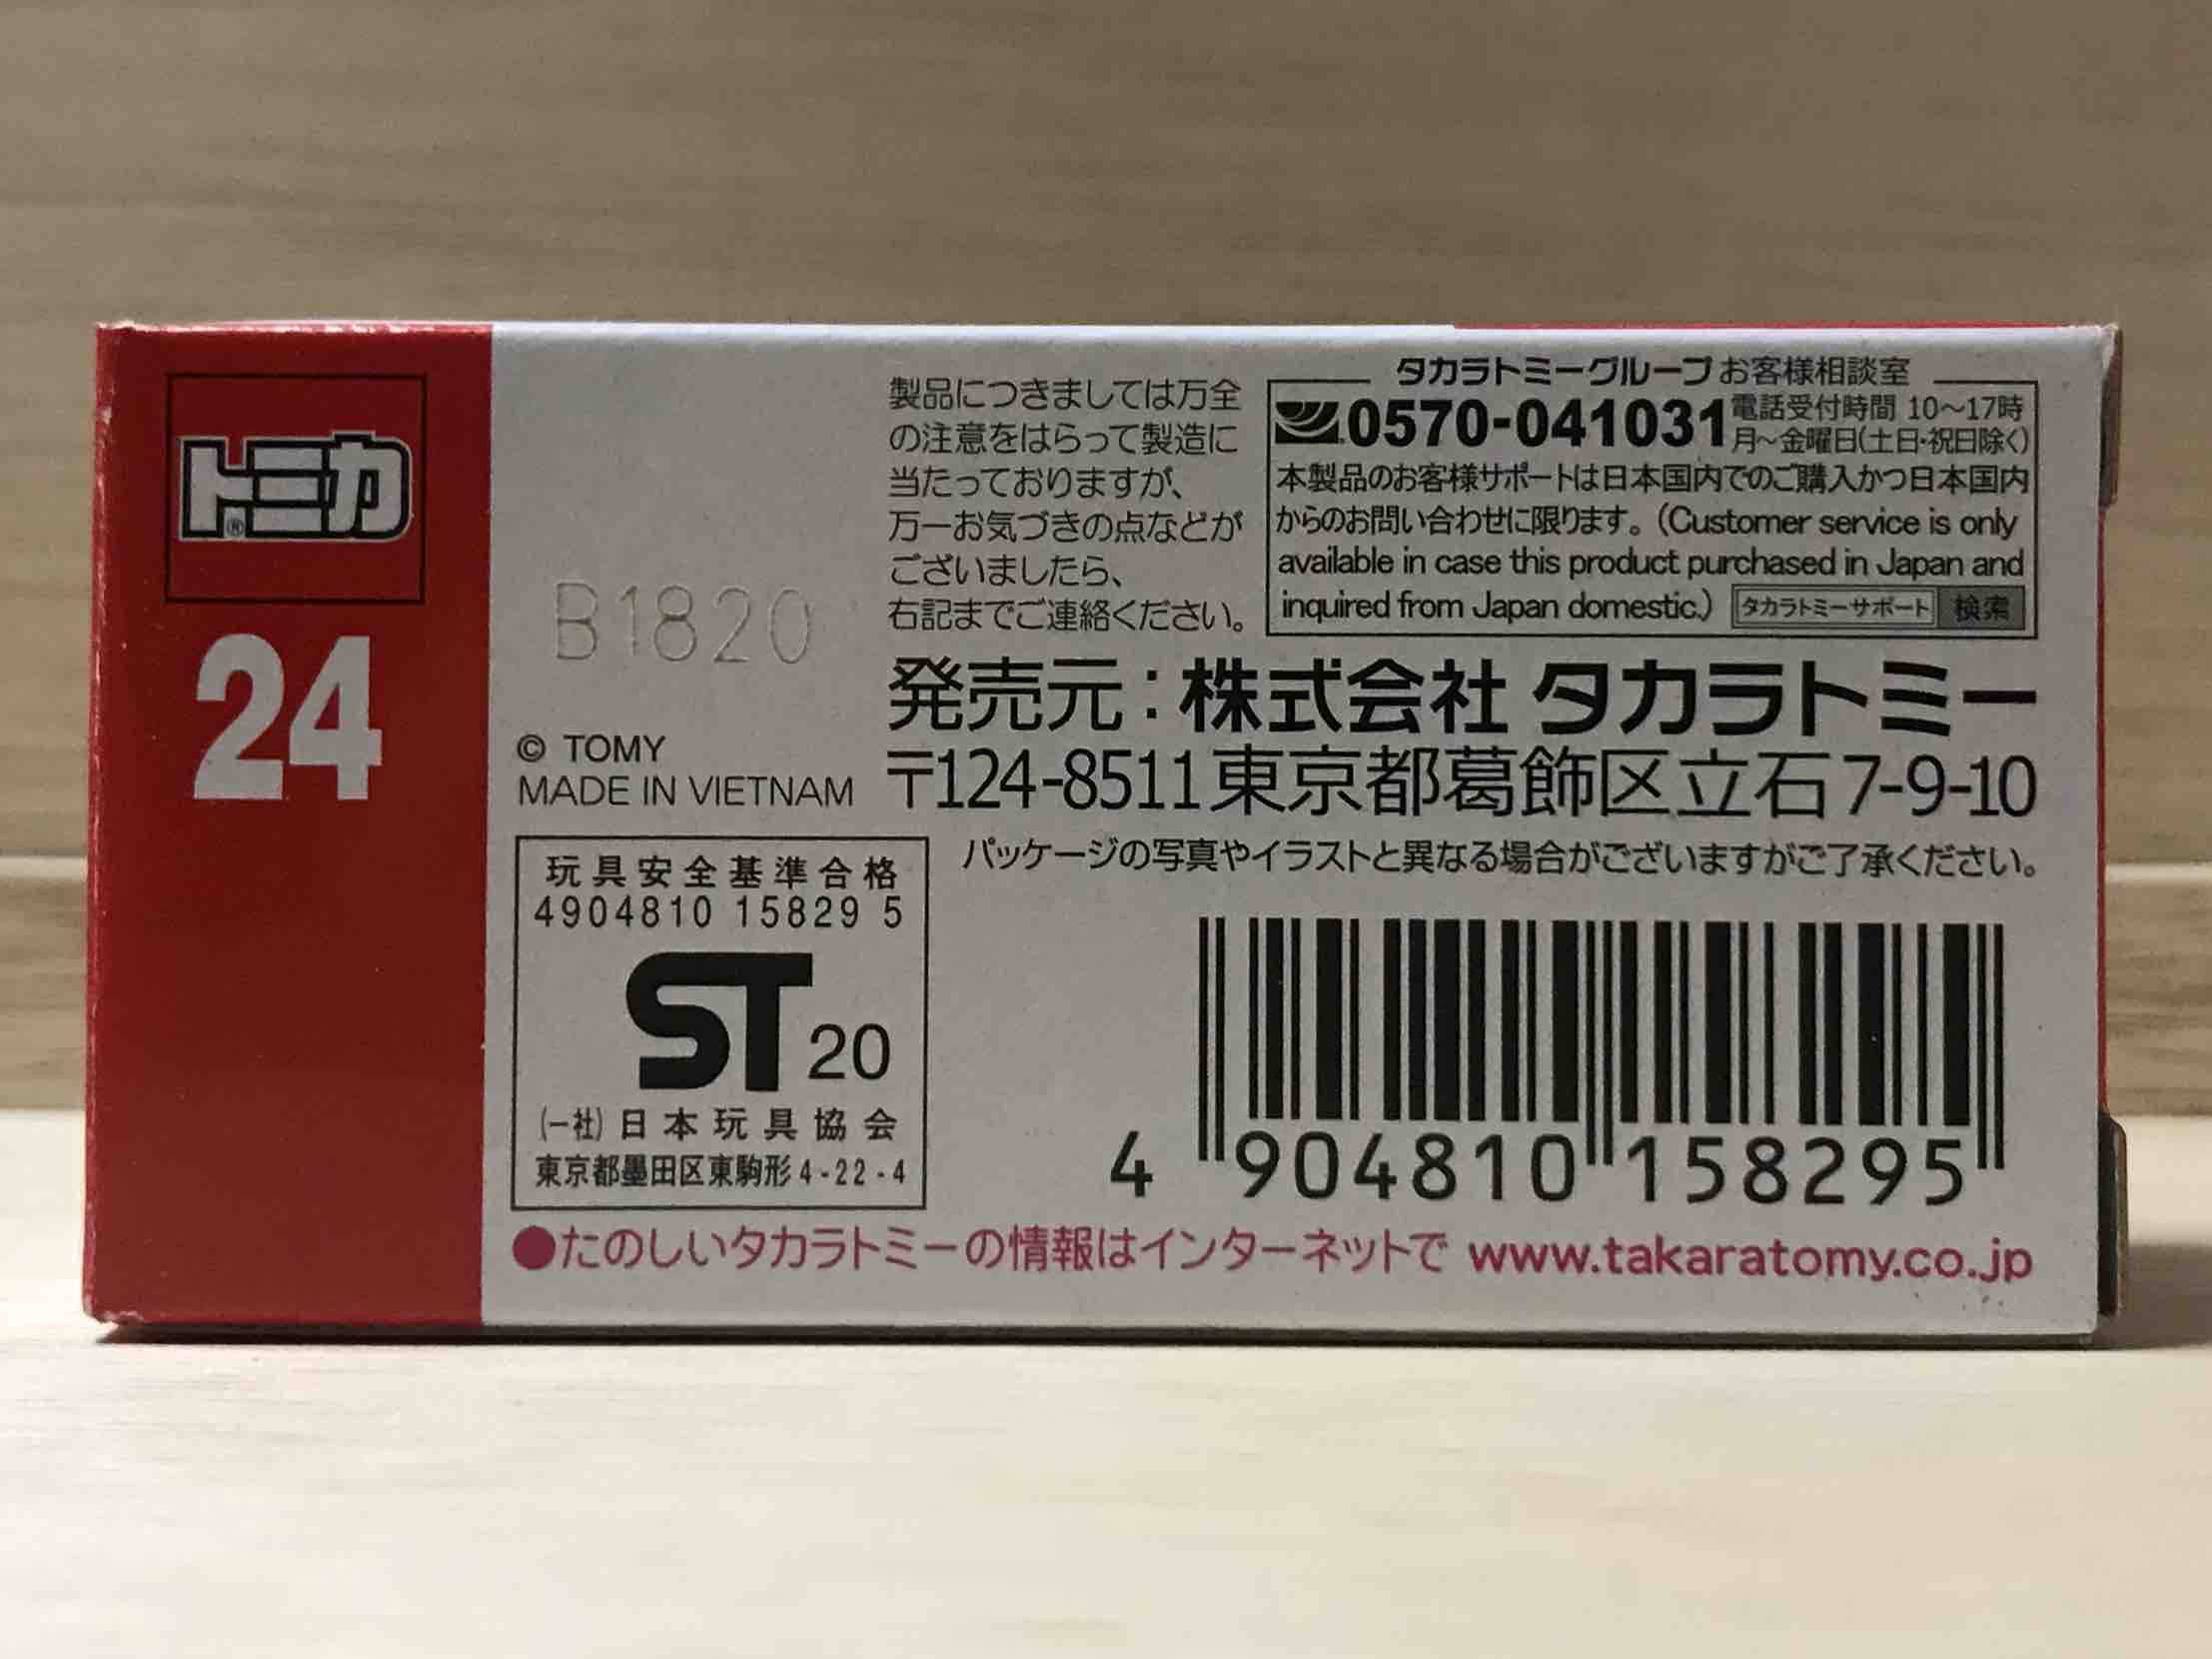 トミカ®
24
B1820
© TOMY
MADE IN VIETNAM
製品につきましては万全
の注意をはらって製造に
当たっておりますが、
万一お気づきの点などが
ございましたら、
右記までご連絡ください。
タカラトミーグループお客様相談室
0570-041031
電話受付時間 10〜17時
月〜金曜日(土日・祝日除く)
本製品のお客様サポートは日本国内でのご購入かつ日本国内
からのお問い合わせに限ります。(Customer service is only
available in case this product purchased in Japan and
inquired from Japan domestic.) タカラトミーサポート 検索
発売元:株式会社 タカラトミー
〒124-8511東京都葛飾区立石7-9-10
パッケージの写真やイラストと異なる場合がございますがご了承ください。
玩具安全基準合格
4904810 15829 5
ST 20
(一社)日本玩具協会
東京都墨田区東駒形4-22-4
4 904810 158295
●たのしいタカラトミーの情報はインターネットで www.takaratomy.co.jp